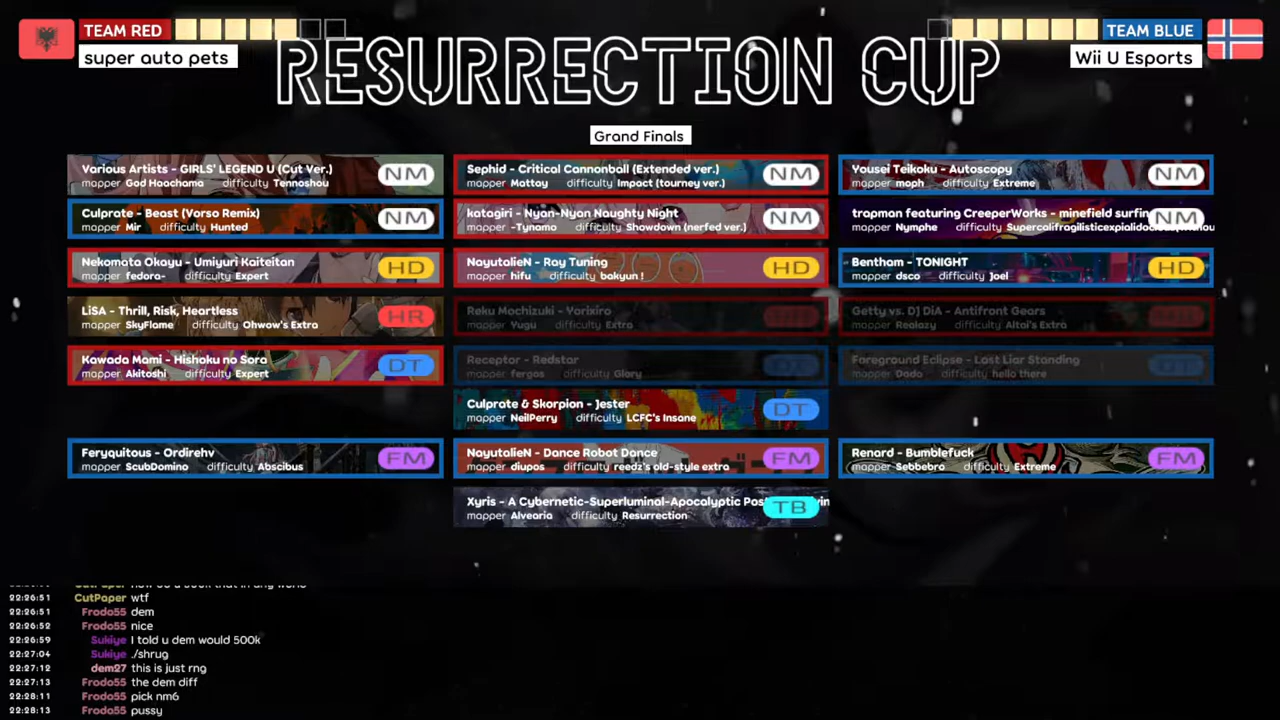 TEAM RED
super auto pets
RESURRECTION CUP
TEAM BLUE
Wii U Esports
Grand Finals
Various Artists - GIRLS' LEGEND U (Cut Ver.)
mapper God Haachama difficulty Tennoshou
NM
Sephid - Critical Cannonball (Extended ver.)
mapper Mattay difficulty Impact (tourney ver.)
NM
Yousei Teikoku - Autoscopy
mapper moph difficulty Extreme
NM
Culprate - Beast (Vorso Remix)
mapper Mir difficulty Hunted
NM
katagiri - Nyan-Nyan Naughty Night
mapper -Tynamo difficulty Showdown (nerfed ver.)
NM
trapman featuring CreeperWorks - minefield surfin
mapper Nymphe difficulty
NM
Nekomata Okayu - Umiyuri Kaiteitan
mapper fedora- difficulty Expert
HD
NayutalieN - Ray Tuning
mapper hifu difficulty bakyun !
HD
Bentham - TONIGHT
mapper dsco difficulty joel
HD
LiSA - Thrill, Risk, Heartless
mapper SkyFlame difficulty Ohwow's Extra
HR
Reku Mochizuki - Yorixiro
mapper Yugu difficulty Extra
HR
Getty vs. DJ DiA - Antifront Gears
mapper Realazy difficulty Altai's Extra
HR
Kawada Mami - Hishoku no Sora
mapper Akitoshi difficulty Expert
DT
Receptor - Redstar
mapper fergas difficulty Glory
DT
Foreground Eclipse - Last Liar Standing
mapper Dada difficulty hello there
DT
Culprate & Skorpion - Jester
mapper NeilPerry difficulty LCFC's Insane
DT
Feryquitous - Ordirehv
mapper ScubDomino difficulty Abscibus
FM
NayutalieN - Dance Robot Dance
mapper diupos difficulty reedz's old-style extra
FM
Renard - Bumblefuck
mapper Sebbebro difficulty Extreme
FM
Xyris - A Cybernetic-Superluminal-Apocalyptic
mapper Alvearia difficulty Resurrection
TB
22:26:51 CutPaper wtf
22:26:51 Frodo55 dem
22:26:52 Frodo55 nice
22:26:59 Sukiye I told u dem would 500k
22:27:04 Sukiye ./shrug
22:27:12 dem27 this is just rng
22:27:13 Frodo55 the dem diff
22:28:11 Frodo55 pick nm6
22:28:13 Frodo55 pussy